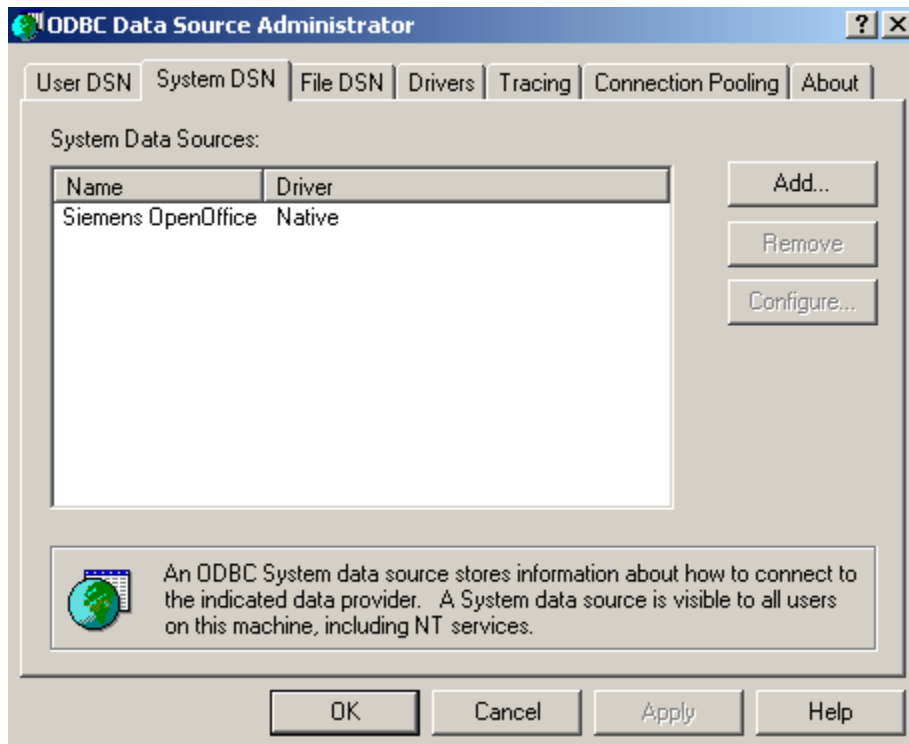 ODBC Data Source Administrator
User DSN System DSN File DSN Drivers Tracing Connection Pooling About
System Data Sources:
Name Driver
Siemens OpenOffice Native
Add...
Remove
Configure...
An ODBC System data source stores information about how to connect to
the indicated data provider. A System data source is visible to all users
on this machine, including NT services.
OK Cancel Apply Help